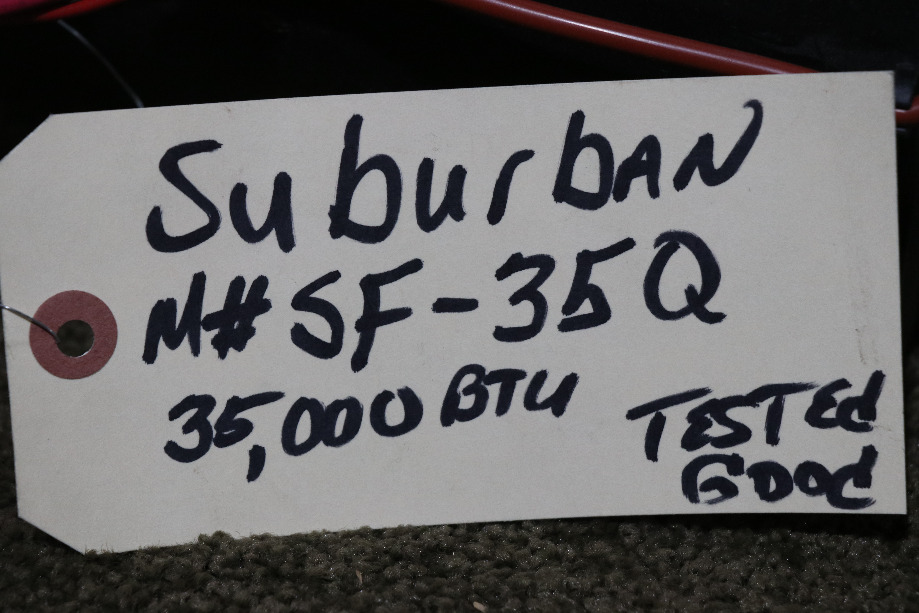 SuburbAN
M# SF-35Q
35,000 BTU
TESTEd
GOOd